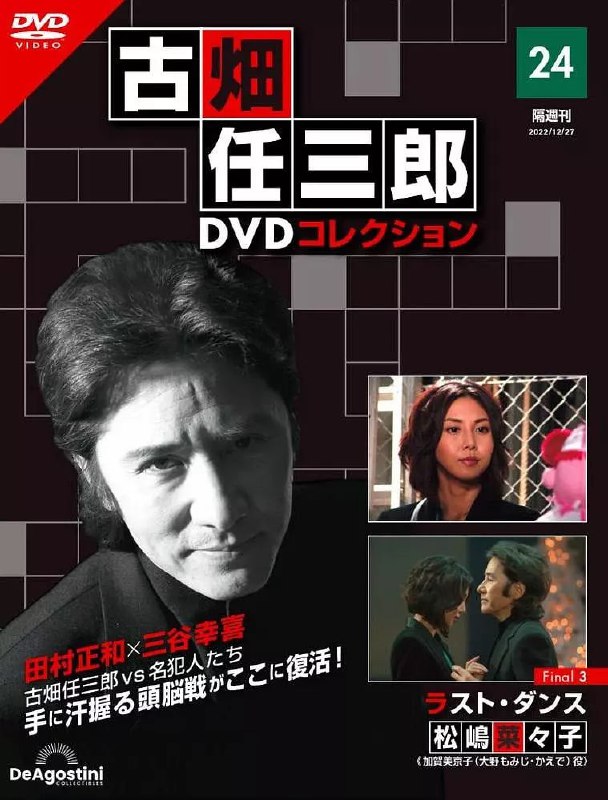 DVD
VIDEO
24
隔週刊
2022/12/27
古畑
任三郎
DVDコレクション
田村正和×三谷幸喜
古畑任三郎vs名犯人たち
手に汗握る頭脳戦がここに復活!
Final 3
ラスト・ダンス
松嶋菜々子
《加賀美京子(大野もみじ・かえで)役》
DeAgostini
COLLECTIBLES